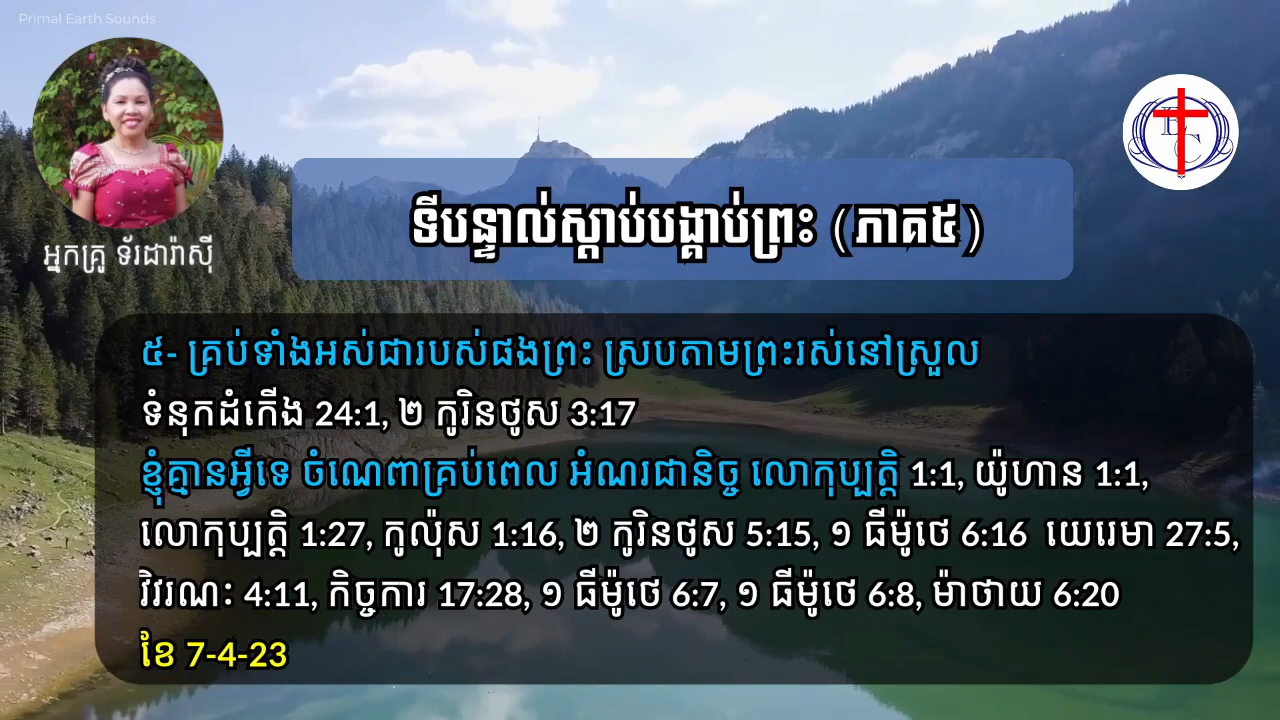 Primal Earth Sounds
អ្នកគ្រូ ទ័រដារ៉ាស៊ី
ទីបន្ទាល់ស្តាប់បង្គាប់ព្រះ (ភាគ៥)
៥- គ្រប់ទាំងអស់ជារបស់ផងព្រះ ស្របតាមព្រះរស់នៅស្រួល
ទំនុកដំកើង 24:1, ២ កូរិនថូស 3:17
ខ្ញុំគ្មានអ្វីទេ ចំណេញគ្រប់ពេល អំណរជានិច្ច លោកុប្បត្តិ 1:1, យ៉ូហាន 1:1,
លោកុប្បត្តិ 1:27, កូល៉ុស 1:16, ២ កូរិនថូស 5:15, ១ ធីម៉ូថេ 6:16 យេរេមា 27:5,
វិវរណៈ 4:11, កិច្ចការ 17:28, ១ ធីម៉ូថេ 6:7, ១ ធីម៉ូថេ 6:8, ម៉ាថាយ 6:20
ខែ 7-4-23